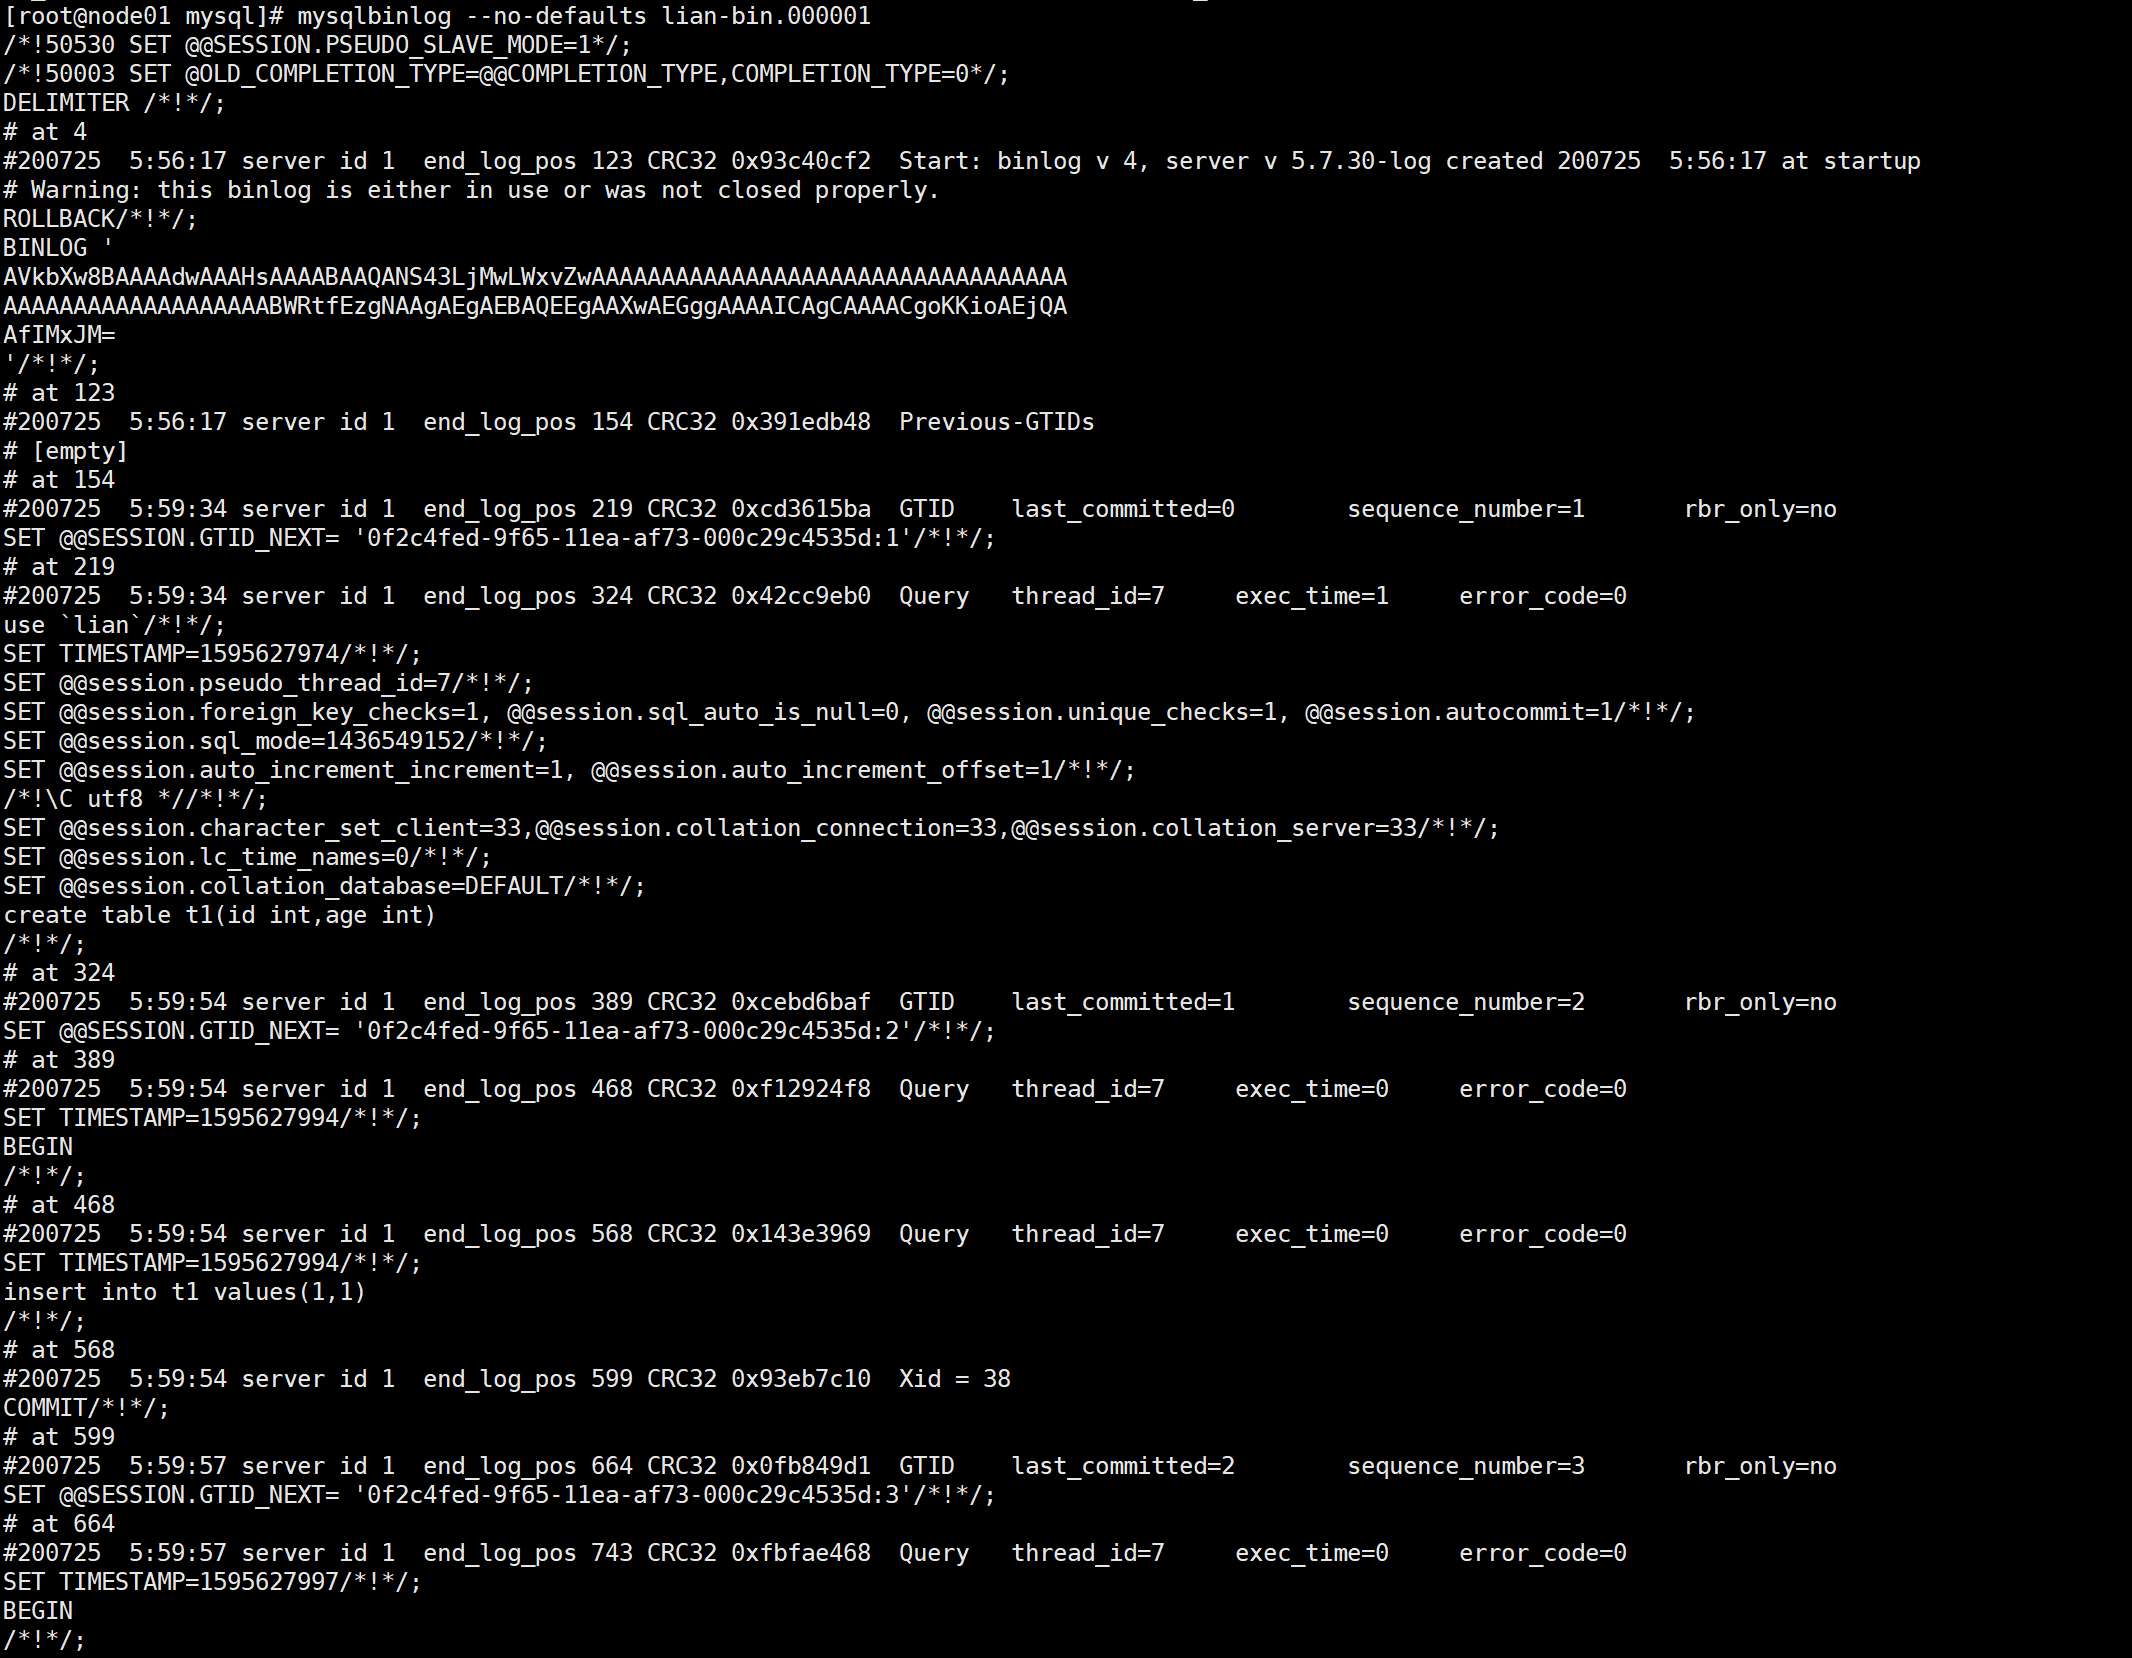 [root@node01 mysql]# mysqlbinlog --no-defaults lian-bin.000001
/*!50530 SET @@SESSION.PSEUDO_SLAVE_MODE=1*/;
/*!50003 SET @OLD_COMPLETION_TYPE=@@COMPLETION_TYPE,COMPLETION_TYPE=0*/;
DELIMITER /*!*/;
# at 4
#200725  5:56:17 server id 1  end_log_pos 123 CRC32 0x93c40cf2  Start: binlog v 4, server v 5.7.30-log created 200725  5:56:17 at startup
# Warning: this binlog is either in use or was not closed properly.
ROLLBACK/*!*/;
BINLOG '
AVkbXw8BAAAAdwAAAHsAAAABAAQANS43LjMwLWxvZwAAAAAAAAAAAAAAAAAAAAAAAAAAAAAAAAAA
AAAAAAAAAAAAAAAAAAABWRtfEzgNAAgAEgAEBAQEEgAAXwAEGggAAAAICAgCAAAACgoKKioAEjQA
AfIMxJM=
'/*!*/;
# at 123
#200725  5:56:17 server id 1  end_log_pos 154 CRC32 0x391edb48  Previous-GTIDs
# [empty]
# at 154
#200725  5:59:34 server id 1  end_log_pos 219 CRC32 0xcd3615ba  GTID    last_committed=0        sequence_number=1       rbr_only=no
SET @@SESSION.GTID_NEXT= '0f2c4fed-9f65-11ea-af73-000c29c4535d:1'/*!*/;
# at 219
#200725  5:59:34 server id 1  end_log_pos 324 CRC32 0x42cc9eb0  Query   thread_id=7     exec_time=1     error_code=0
use `lian`/*!*/;
SET TIMESTAMP=1595627974/*!*/;
SET @@session.pseudo_thread_id=7/*!*/;
SET @@session.foreign_key_checks=1, @@session.sql_auto_is_null=0, @@session.unique_checks=1, @@session.autocommit=1/*!*/;
SET @@session.sql_mode=1436549152/*!*/;
SET @@session.auto_increment_increment=1, @@session.auto_increment_offset=1/*!*/;
/*!\C utf8 *//*!*/;
SET @@session.character_set_client=33,@@session.collation_connection=33,@@session.collation_server=33/*!*/;
SET @@session.lc_time_names=0/*!*/;
SET @@session.collation_database=DEFAULT/*!*/;
create table t1(id int,age int)
/*!*/;
# at 324
#200725  5:59:54 server id 1  end_log_pos 389 CRC32 0xcebd6baf  GTID    last_committed=1        sequence_number=2       rbr_only=no
SET @@SESSION.GTID_NEXT= '0f2c4fed-9f65-11ea-af73-000c29c4535d:2'/*!*/;
# at 389
#200725  5:59:54 server id 1  end_log_pos 468 CRC32 0xf12924f8  Query   thread_id=7     exec_time=0     error_code=0
SET TIMESTAMP=1595627994/*!*/;
BEGIN
/*!*/;
# at 468
#200725  5:59:54 server id 1  end_log_pos 568 CRC32 0x143e3969  Query   thread_id=7     exec_time=0     error_code=0
SET TIMESTAMP=1595627994/*!*/;
insert into t1 values(1,1)
/*!*/;
# at 568
#200725  5:59:54 server id 1  end_log_pos 599 CRC32 0x93eb7c10  Xid = 38
COMMIT/*!*/;
# at 599
#200725  5:59:57 server id 1  end_log_pos 664 CRC32 0x0fb849d1  GTID    last_committed=2        sequence_number=3       rbr_only=no
SET @@SESSION.GTID_NEXT= '0f2c4fed-9f65-11ea-af73-000c29c4535d:3'/*!*/;
# at 664
#200725  5:59:57 server id 1  end_log_pos 743 CRC32 0xfbfae468  Query   thread_id=7     exec_time=0     error_code=0
SET TIMESTAMP=1595627997/*!*/;
BEGIN
/*!*/;